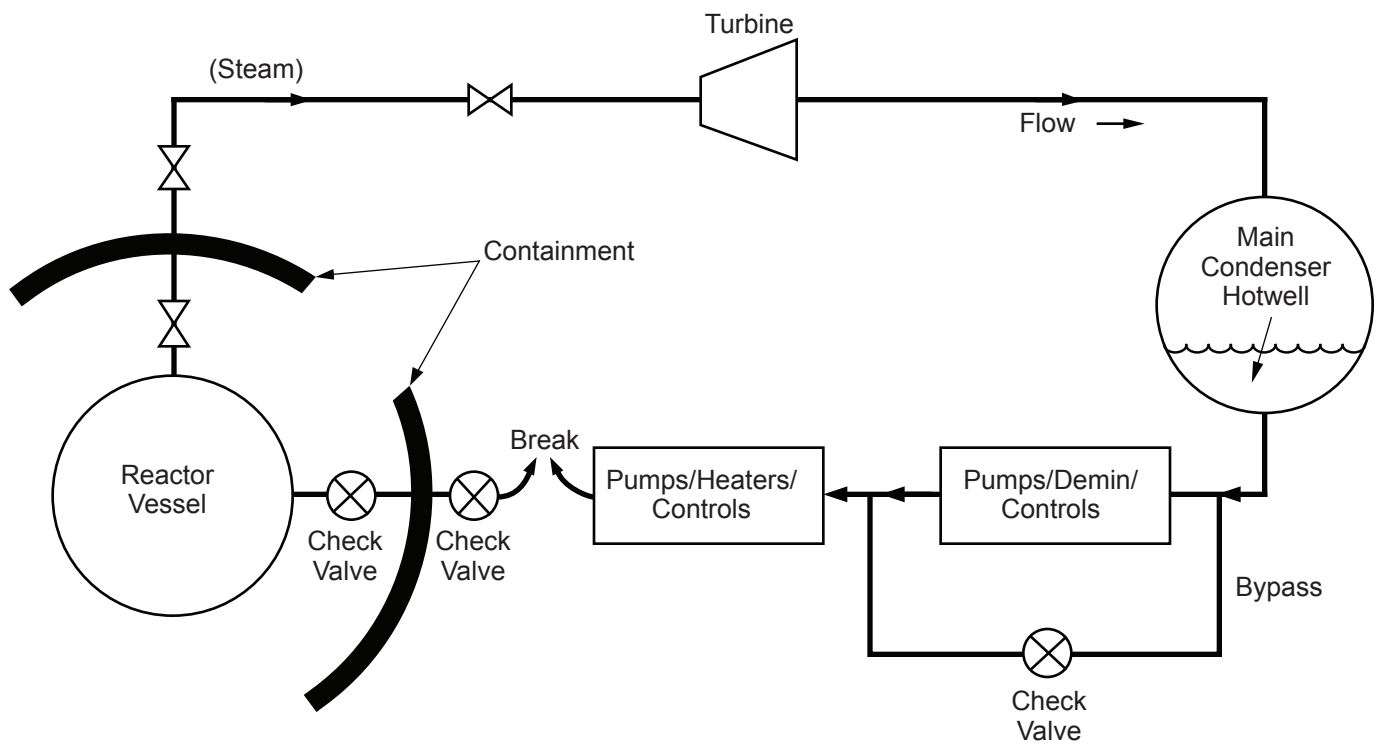 Turbine
(Steam)
Flow
Containment
Main
Condenser
Hotwell
Break
Reactor
Vessel
Pumps/Heaters/
Controls
Pumps/Demin/
Controls
Check
Valve
Check
Valve
Bypass
Check
Valve